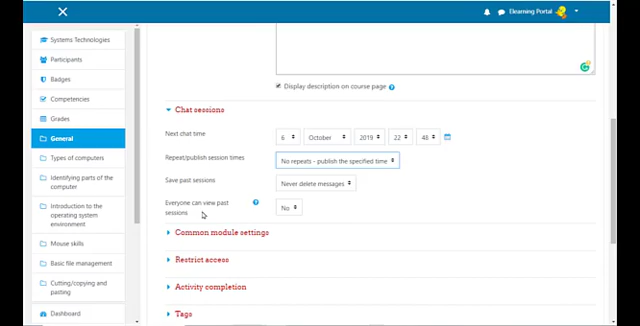 Elearning Portal
Systems Technologies
Participants
Badges
Competencies
Grades
General
Types of computers
Identifying parts of the computer
Introduction to the operating system environment
Mouse skills
Basic file management
Cutting/copying and pasting
Dashboard
Display description on course page
Chat sessions
Next chat time
6 October 2019 22 48
Repeat/publish session times
No repeats - publish the specified time
Save past sessions
Never delete messages
Everyone can view past sessions
No
Common module settings
Restrict access
Activity completion
Tags